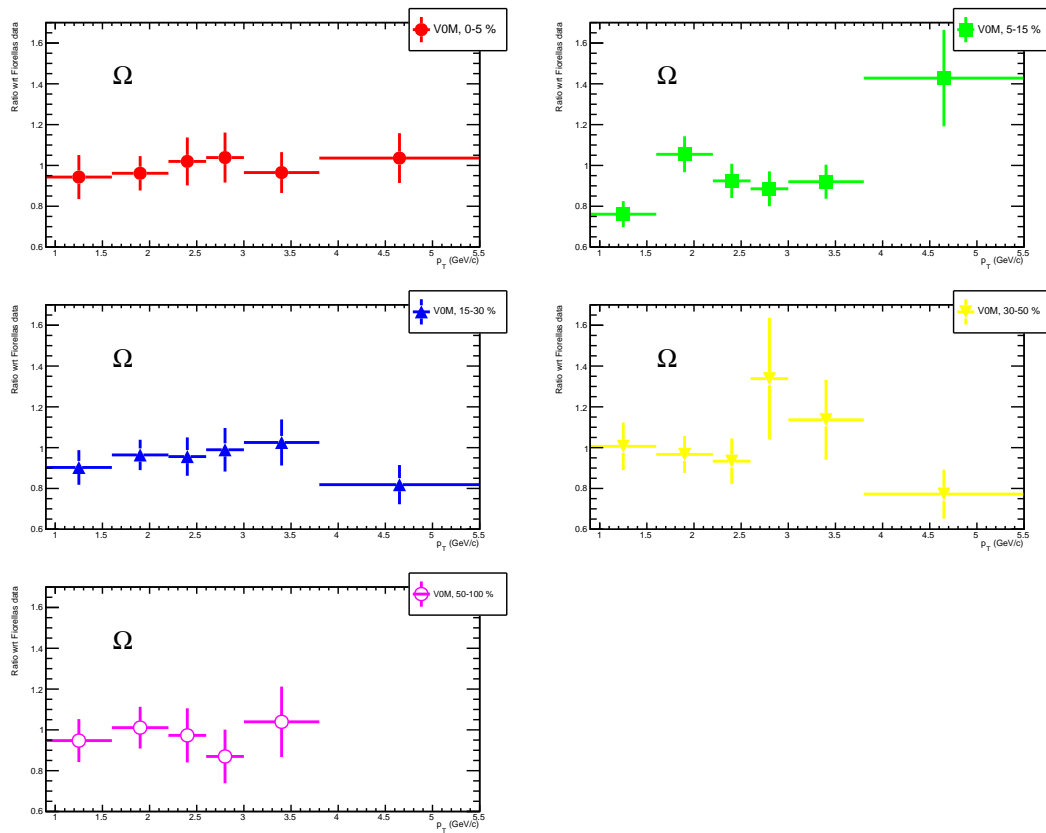 V0M, 0-5 %
Ratio wrt Fiorellas data
Ω
1.6
1.4
1.2
1
0.8
0.6
1 1.5 2 2.5 3 3.5 4 4.5 5 5.5
p_T (GeV/c)
V0M, 5-15 %
Ratio wrt Fiorellas data
Ω
1.6
1.4
1.2
1
0.8
0.6
1 1.5 2 2.5 3 3.5 4 4.5 5 5.5
p_T (GeV/c)
V0M, 15-30 %
Ratio wrt Fiorellas data
Ω
1.6
1.4
1.2
1
0.8
0.6
1 1.5 2 2.5 3 3.5 4 4.5 5 5.5
p_T (GeV/c)
V0M, 30-50 %
Ratio wrt Fiorellas data
Ω
1.6
1.4
1.2
1
0.8
0.6
1 1.5 2 2.5 3 3.5 4 4.5 5 5.5
p_T (GeV/c)
V0M, 50-100 %
Ratio wrt Fiorellas data
Ω
1.6
1.4
1.2
1
0.8
0.6
1 1.5 2 2.5 3 3.5 4 4.5 5 5.5
p_T (GeV/c)